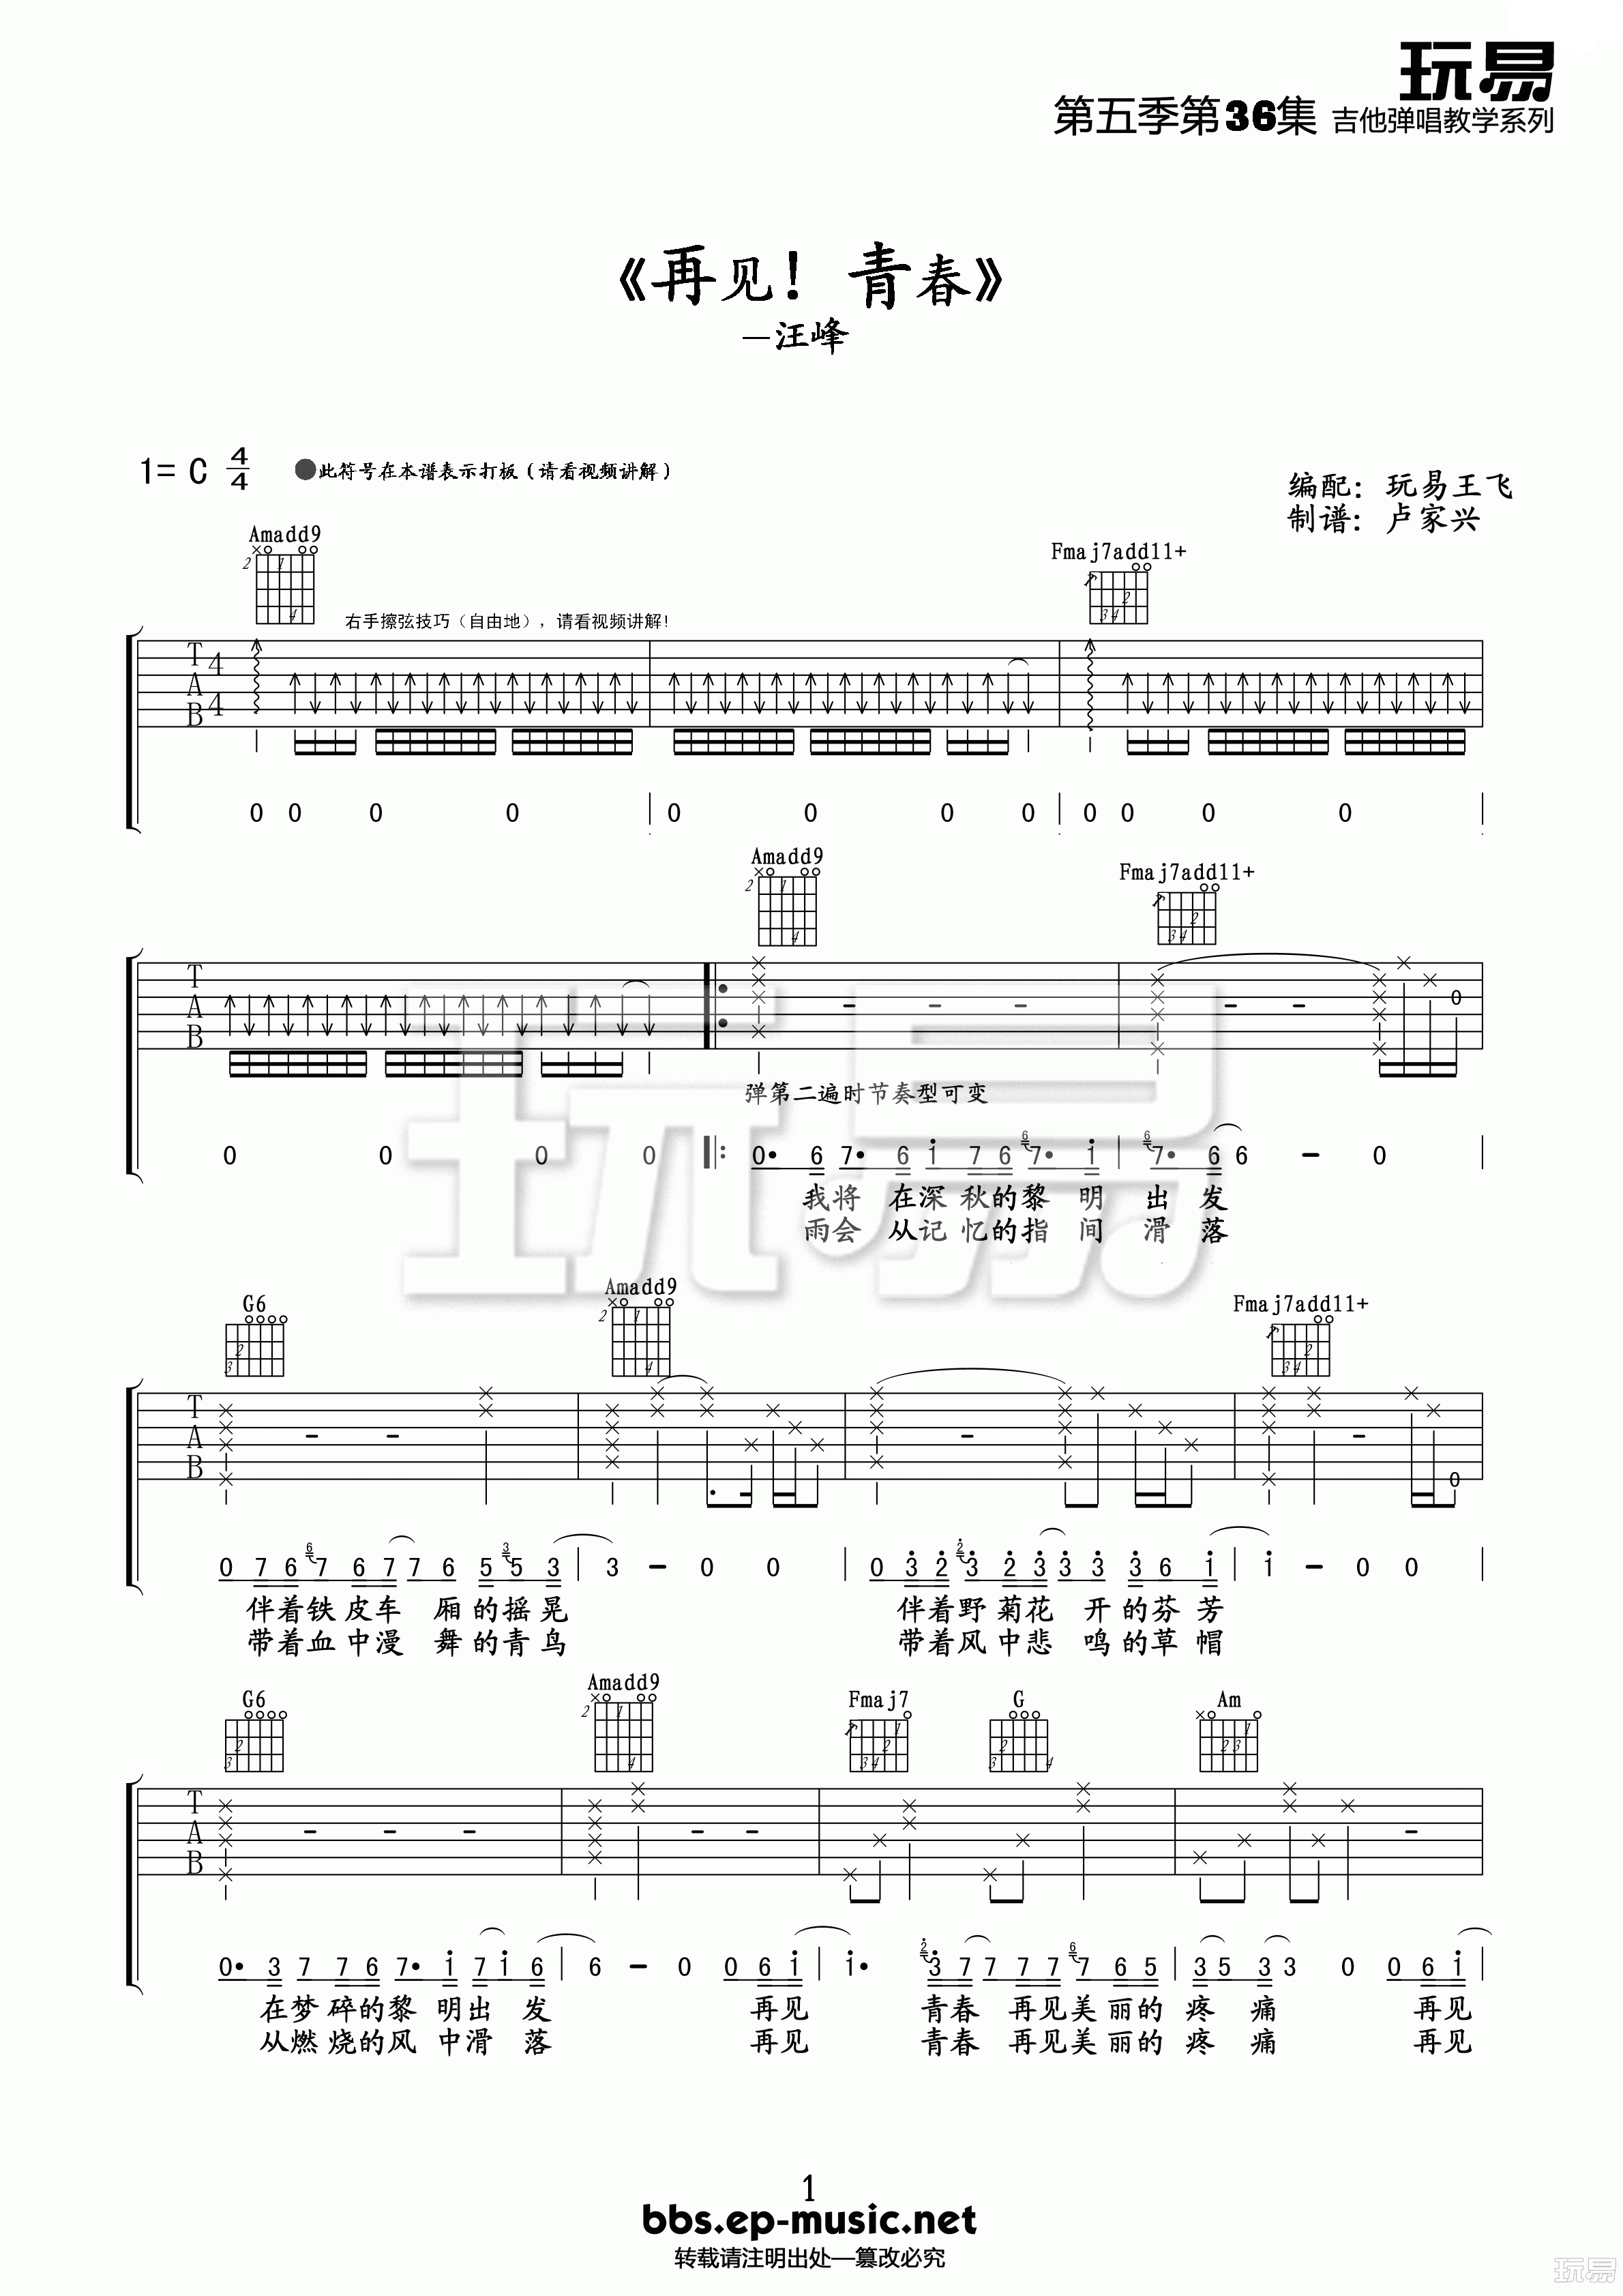 玩易
第五季第36集 吉他弹唱教学系列
《再见！青春》
—汪峰
1= C 4/4 ●此符号在本谱表示打板（请看视频讲解）
编配：玩易王飞
制谱：卢家兴
Amadd9 Fmaj7add11+
右手擦弦技巧（自由地），请看视频讲解！
T A B 4 4
0 0 0 0 0 0 0 0 0 0 0 0
Amadd9 Fmaj7add11+
T A B
弹第二遍时节奏型可变
0 0 0 0 0• 6 7• 6 i 7 6 7• i 7• 6 6 – 0
我将 在深 秋的黎 明 出 发
雨会 从记 忆的指 间 滑 落
G6 Amadd9 Fmaj7add11+
T A B
0 7 6 7 6 7 7 6 5 5 3 3 – 0 0 0 3 2 3 2 3 3 3 3 6 i i – 0 0
伴着铁 皮车 厢 的摇 晃 伴着野 菊花 开 的芬 芳
带着血 中漫 舞 的青 鸟 带着风 中悲 鸣 的草 帽
G6 Amadd9 Fmaj7 G Am
T A B
0• 3 7 7 6 7• i 7 i 6 6 – 0 0 6 i i• 3 7 7 7 7 7 6 5 3 5 3 3 0 0 6 i
在梦 碎的黎 明出 发 再见 青春 再见美 丽的 疼 痛 再见
从燃 烧的风 中滑 落 再见 青春 再见美 丽的 疼 痛 再见
1
bbs.ep-music.net
转载请注明出处—篡改必究
玩易